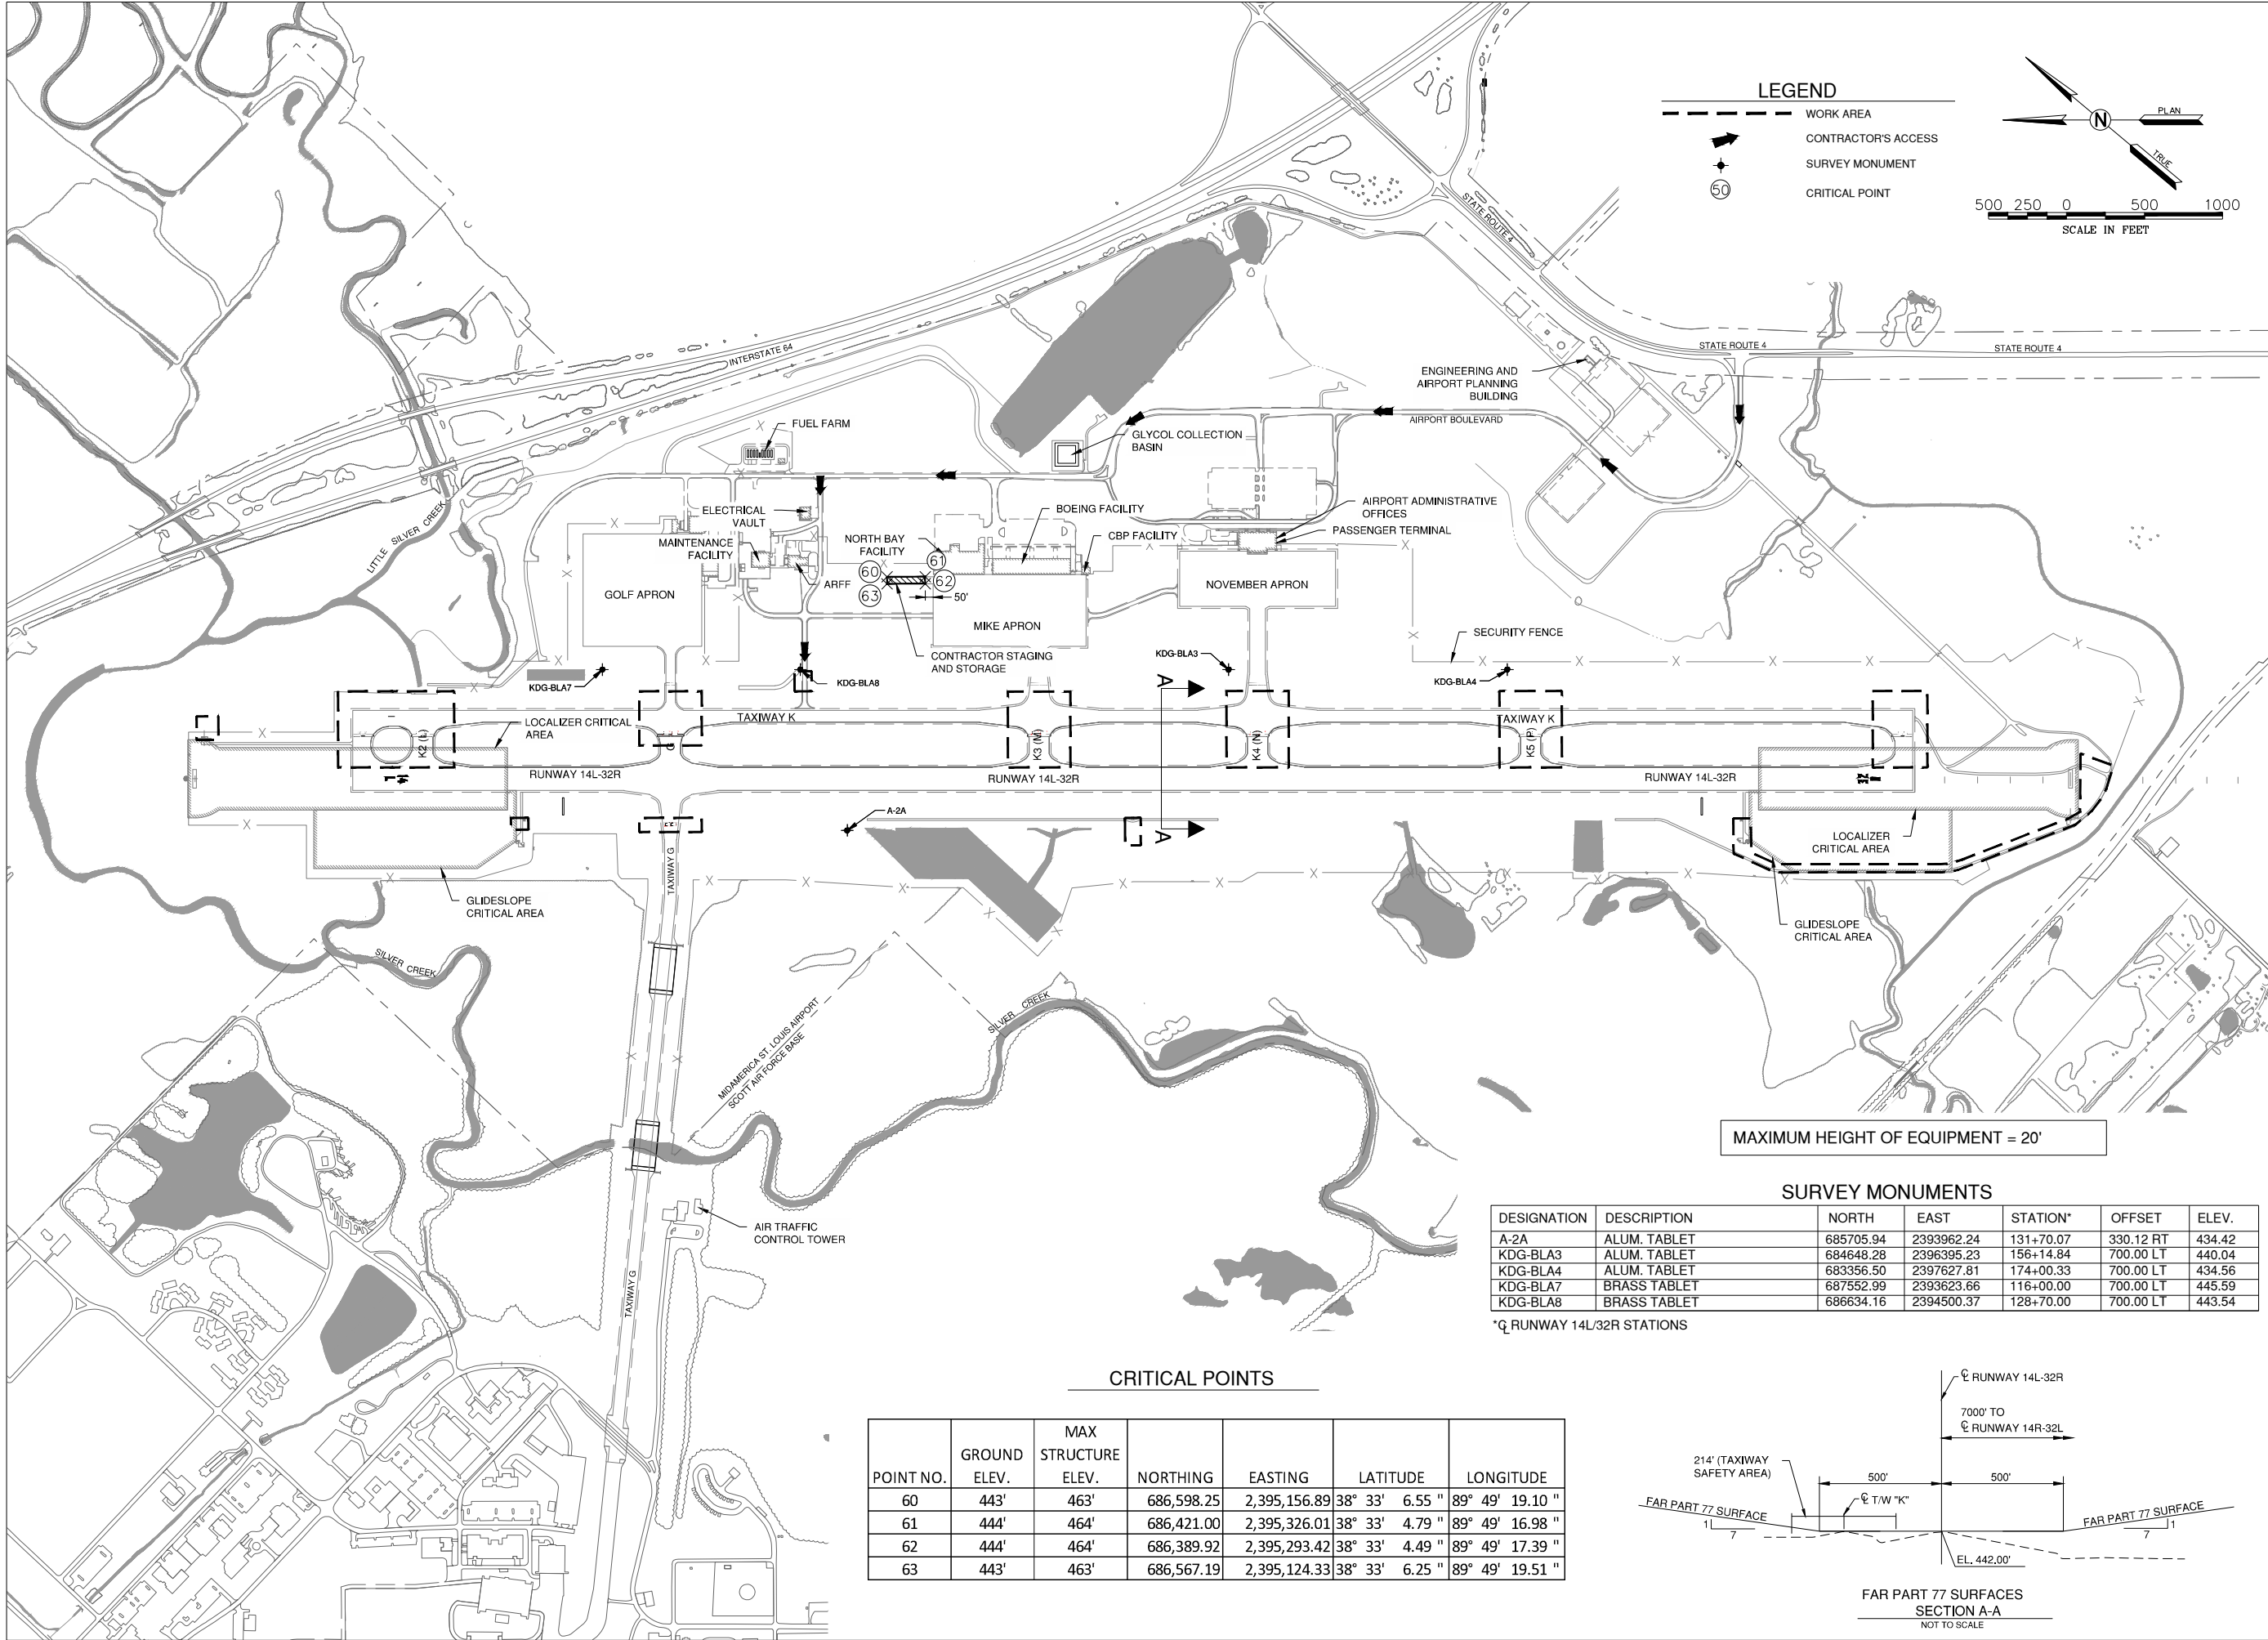 LEGEND
WORK AREA
CONTRACTOR'S ACCESS
SURVEY MONUMENT
50 CRITICAL POINT
N
PLAN
TRUE
500 250 0 500 1000
SCALE IN FEET
STATE ROUTE 4
STATE ROUTE 4
STATE ROUTE 4
INTERSTATE 64
ENGINEERING AND
AIRPORT PLANNING
BUILDING
AIRPORT BOULEVARD
FUEL FARM
GLYCOL COLLECTION
BASIN
LITTLE SILVER CREEK
ELECTRICAL
VAULT
MAINTENANCE
FACILITY
NORTH BAY
FACILITY
BOEING FACILITY
CBP FACILITY
AIRPORT ADMINISTRATIVE
OFFICES
PASSENGER TERMINAL
60
61
62
63
50'
ARFF
GOLF APRON
MIKE APRON
NOVEMBER APRON
CONTRACTOR STAGING
AND STORAGE
SECURITY FENCE
KDG-BLA7
KDG-BLA8
KDG-BLA3
KDG-BLA4
A
A
LOCALIZER CRITICAL
AREA
TAXIWAY K
TAXIWAY K
K2 (L)
G
K3 (M)
K4 (N)
K5 (P)
RUNWAY 14L-32R
RUNWAY 14L-32R
RUNWAY 14L-32R
A-2A
TAXIWAY G
GLIDESLOPE
CRITICAL AREA
LOCALIZER
CRITICAL AREA
GLIDESLOPE
CRITICAL AREA
SILVER CREEK
SILVER CREEK
MIDAMERICA ST. LOUIS AIRPORT
SCOTT AIR FORCE BASE
AIR TRAFFIC
CONTROL TOWER
TAXIWAY G
MAXIMUM HEIGHT OF EQUIPMENT = 20'
SURVEY MONUMENTS
DESIGNATION DESCRIPTION NORTH EAST STATION* OFFSET ELEV.
A-2A ALUM. TABLET 685705.94 2393962.24 131+70.07 330.12 RT 434.42
KDG-BLA3 ALUM. TABLET 684648.28 2396395.23 156+14.84 700.00 LT 440.04
KDG-BLA4 ALUM. TABLET 683356.50 2397627.81 174+00.33 700.00 LT 434.56
KDG-BLA7 BRASS TABLET 687552.99 2393623.66 116+00.00 700.00 LT 445.59
KDG-BLA8 BRASS TABLET 686634.16 2394500.37 128+70.00 700.00 LT 443.54
*℄ RUNWAY 14L/32R STATIONS
CRITICAL POINTS
POINT NO. GROUND ELEV. MAX STRUCTURE ELEV. NORTHING EASTING LATITUDE LONGITUDE
60 443' 463' 686,598.25 2,395,156.89 38° 33' 6.55 " 89° 49' 19.10 "
61 444' 464' 686,421.00 2,395,326.01 38° 33' 4.79 " 89° 49' 16.98 "
62 444' 464' 686,389.92 2,395,293.42 38° 33' 4.49 " 89° 49' 17.39 "
63 443' 463' 686,567.19 2,395,124.33 38° 33' 6.25 " 89° 49' 19.51 "
℄ RUNWAY 14L-32R
7000' TO
℄ RUNWAY 14R-32L
214' (TAXIWAY
SAFETY AREA)
500' 500'
℄ T/W "K"
FAR PART 77 SURFACE
FAR PART 77 SURFACE
1
7
1
7
EL. 442.00'
FAR PART 77 SURFACES
SECTION A-A
NOT TO SCALE